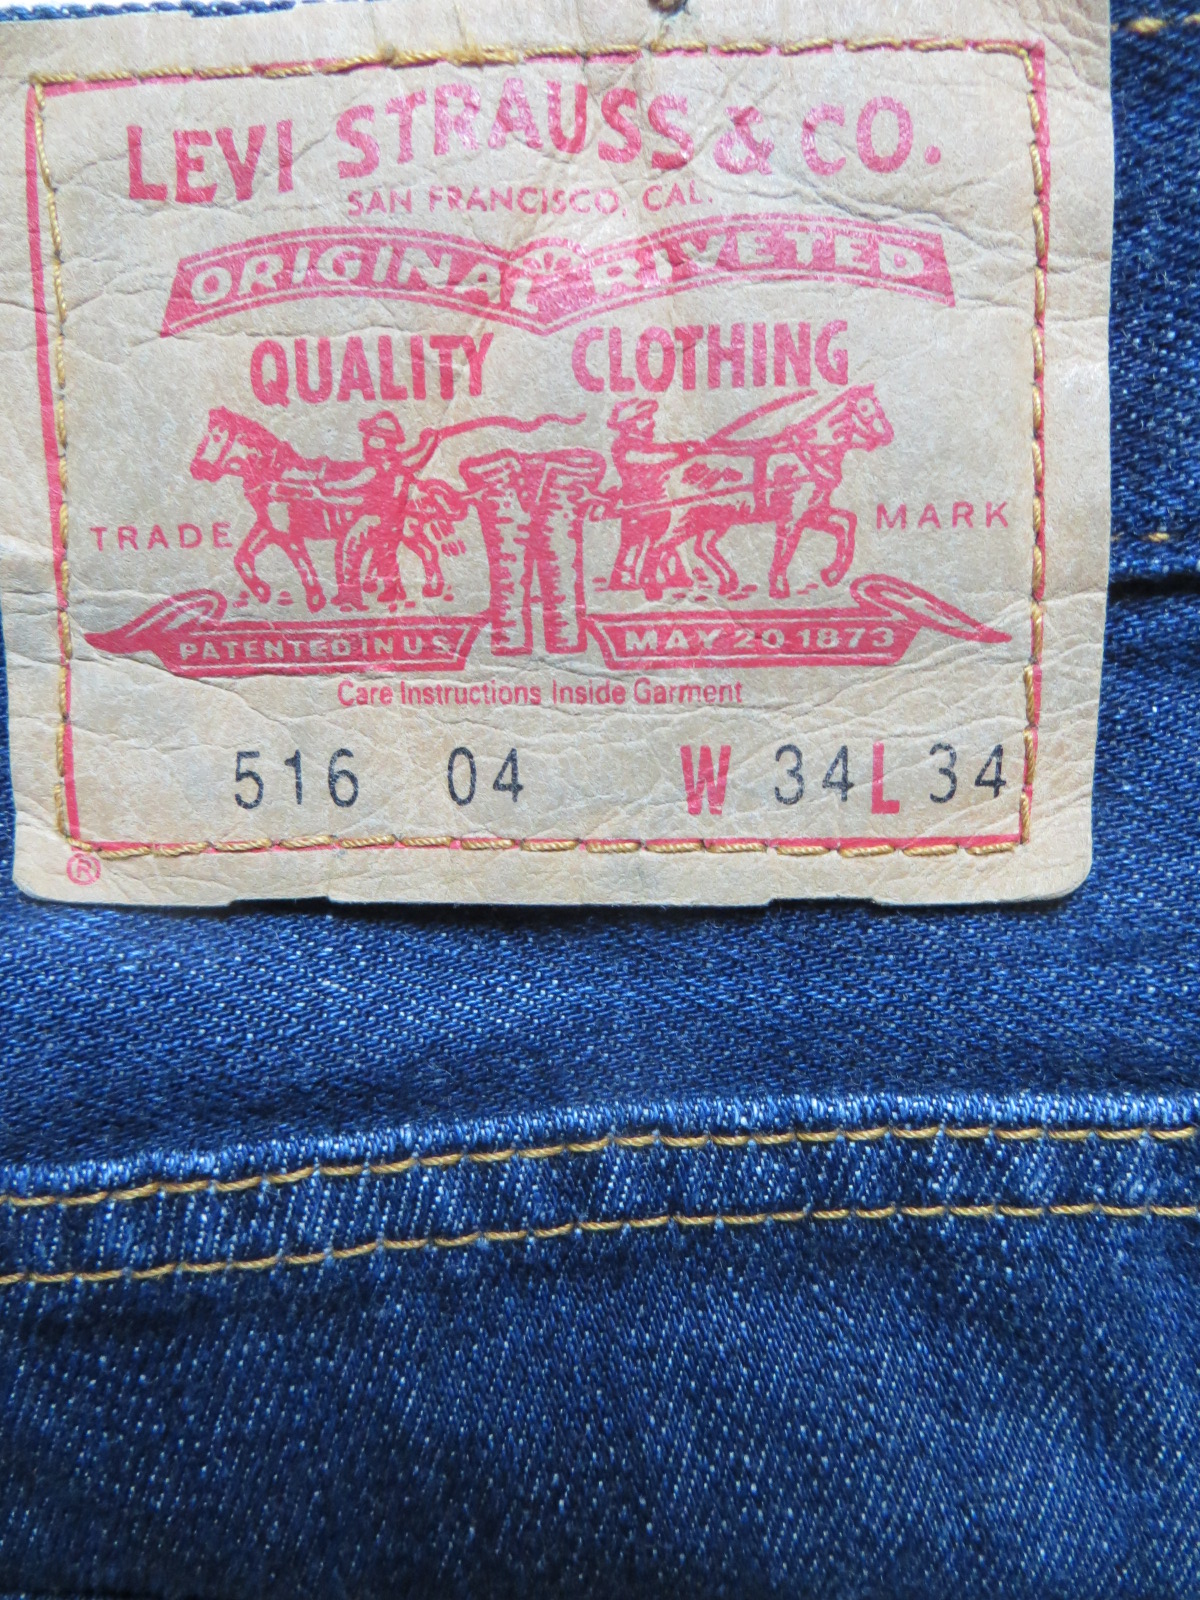 LEVI STRAUSS & CO.
SAN FRANCISCO, CAL.
ORIGINAL RIVETED
QUALITY CLOTHING
TRADE MARK
PATENTED IN U.S. MAY 20 1873
Care Instructions Inside Garment
516 04 W 34 L 34
®